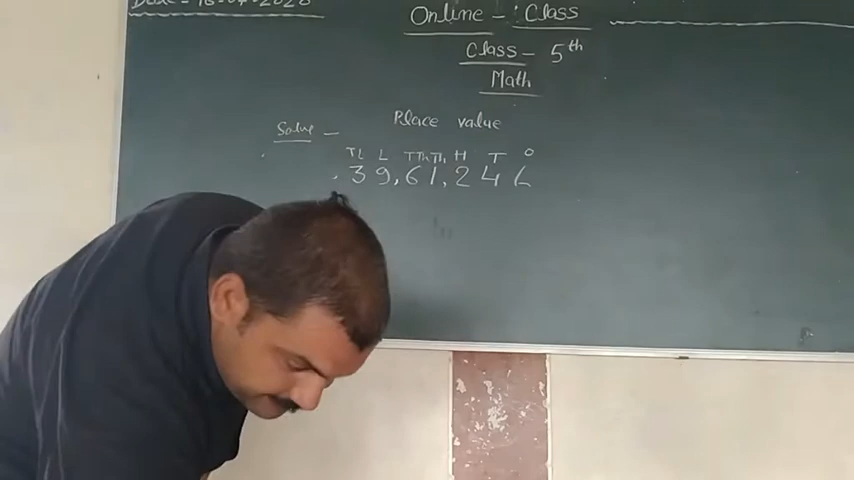 Online - Class
Class - 5th
Math
Place value
Solve -
TL L TTh Th H T O
39,61,246